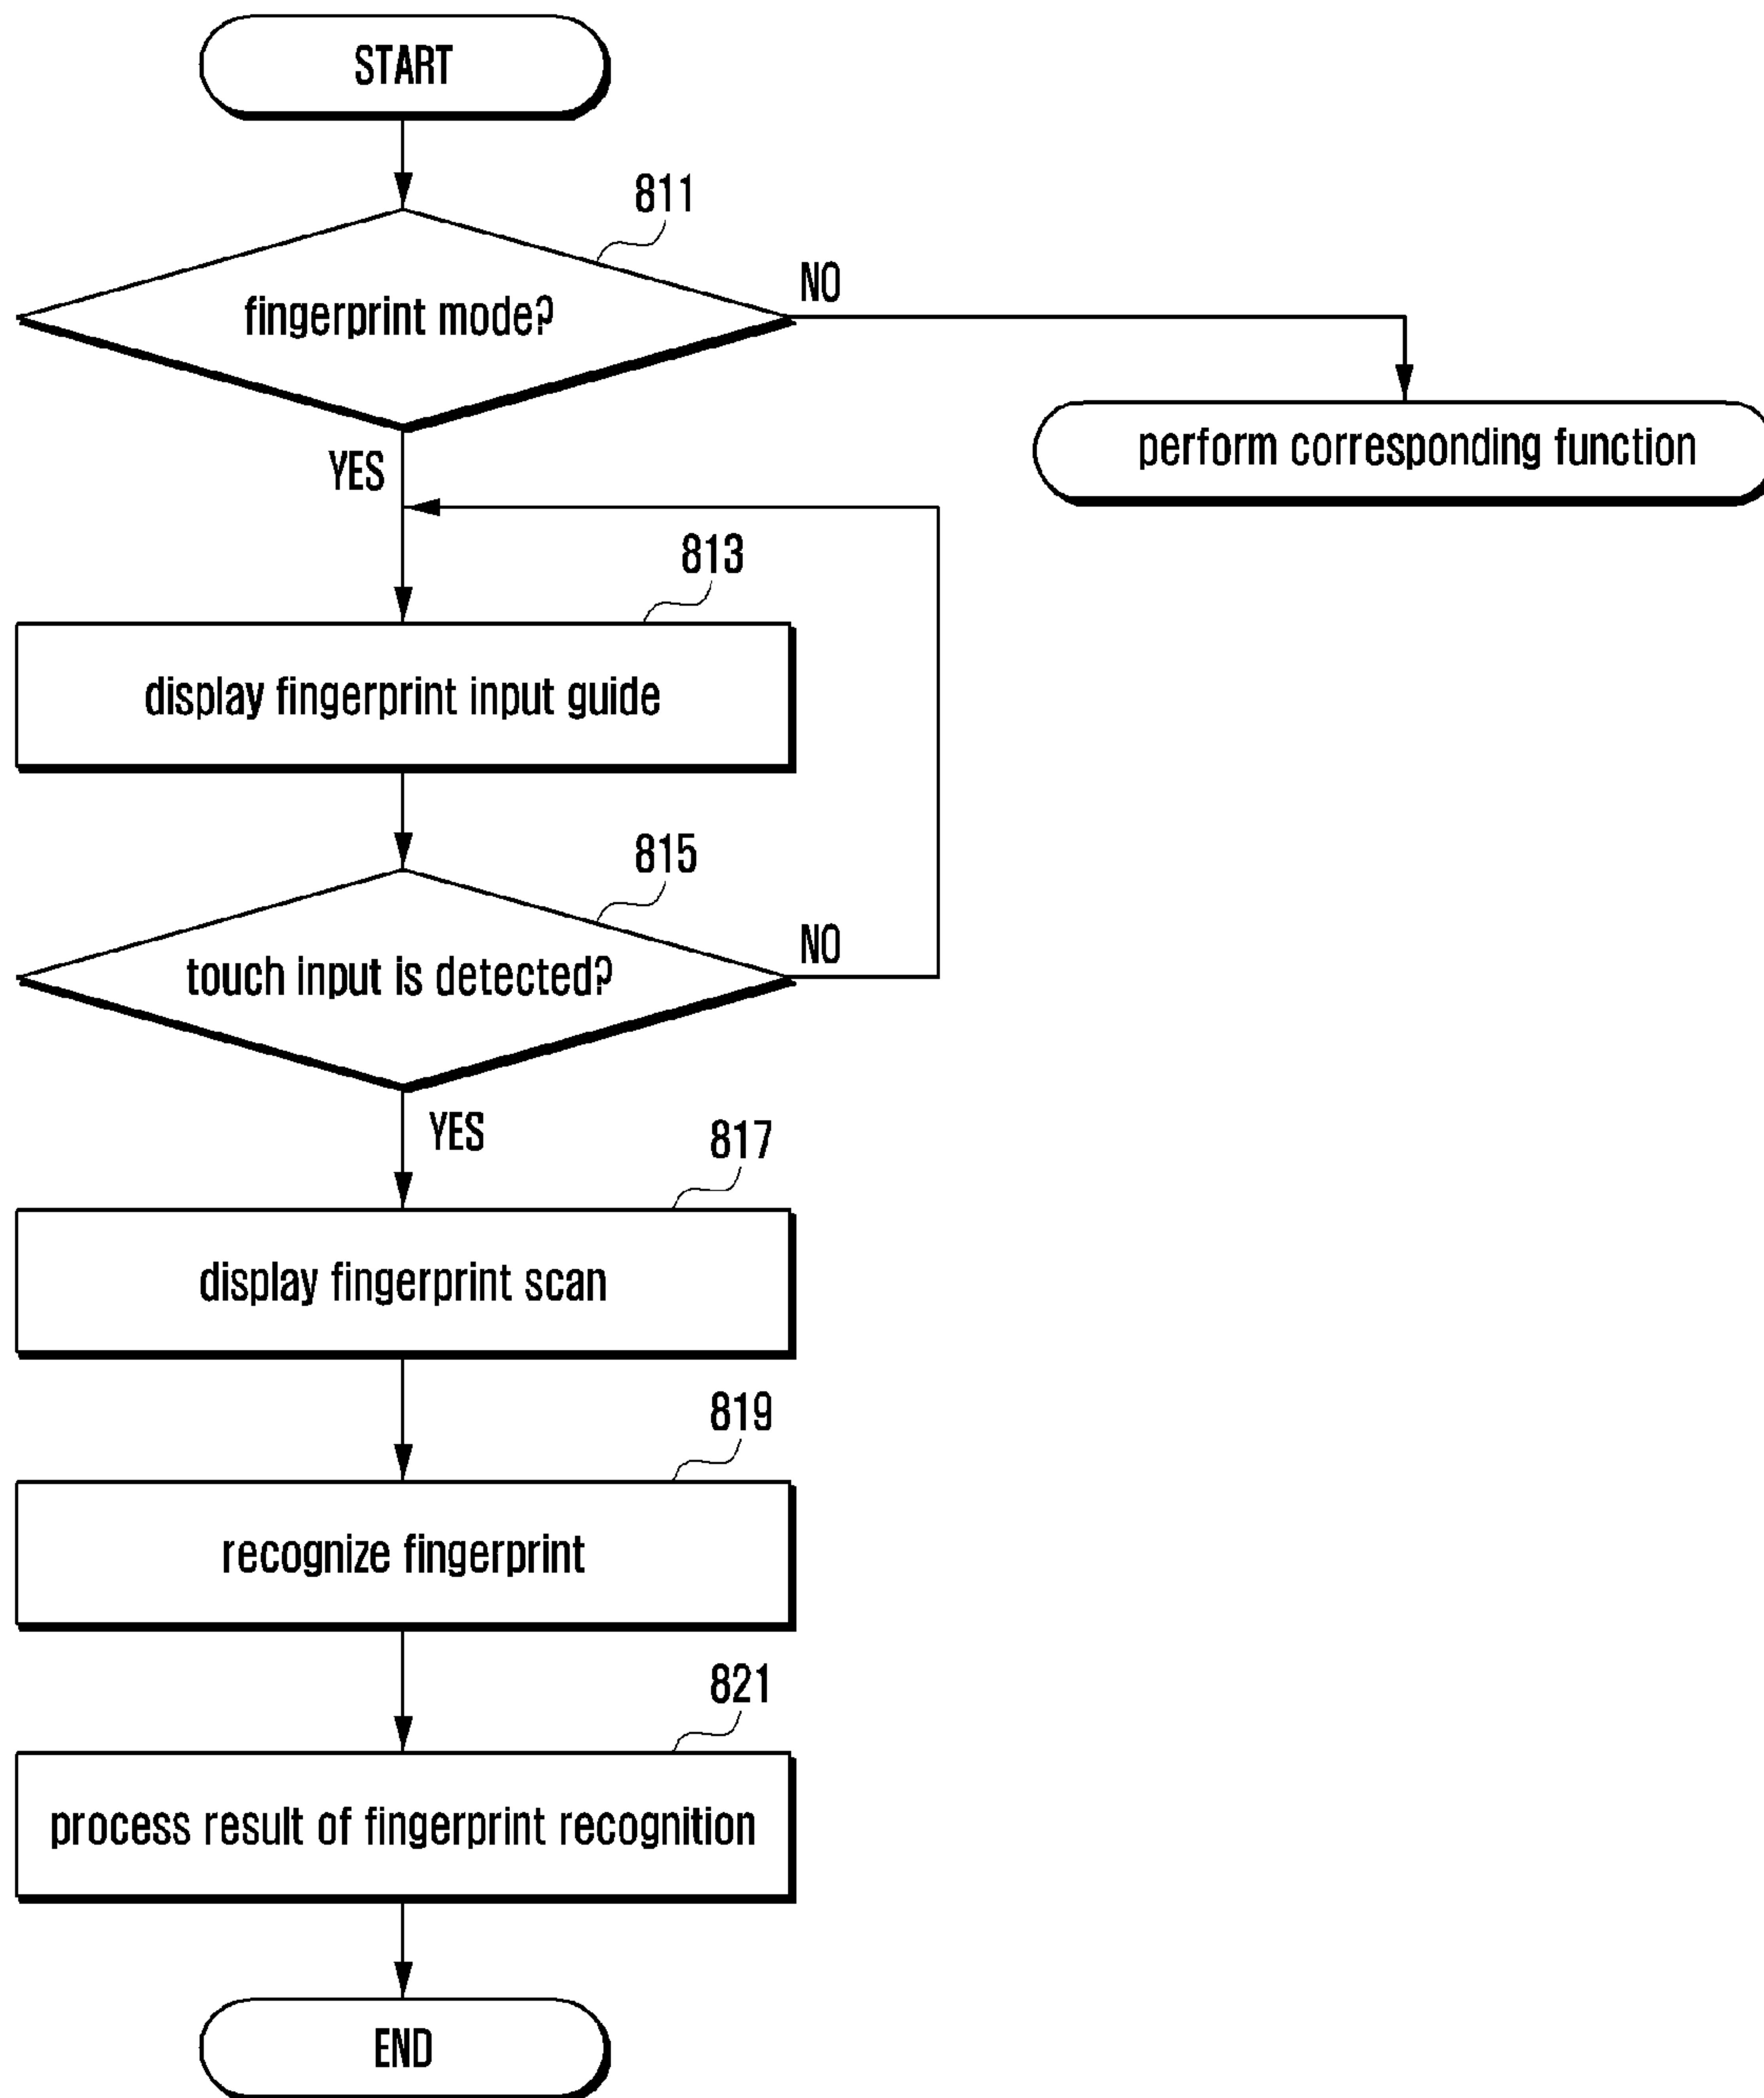 START
811
fingerprint mode?
NO
perform corresponding function
YES
813
display fingerprint input guide
815
touch input is detected?
NO
YES
817
display fingerprint scan
819
recognize fingerprint
821
process result of fingerprint recognition
END